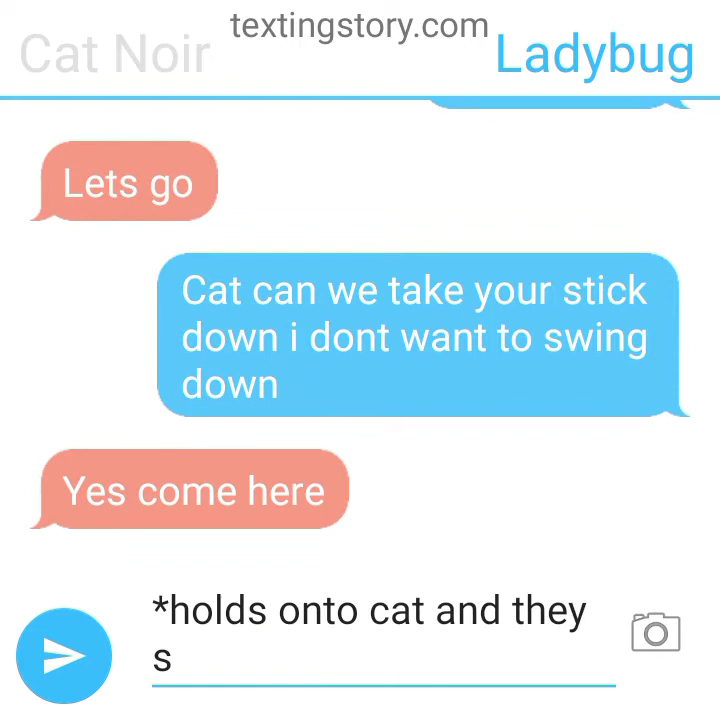 textingstory.com
Cat Noir
Ladybug
Lets go
Cat can we take your stick
down i dont want to swing
down
Yes come here
*holds onto cat and they
s